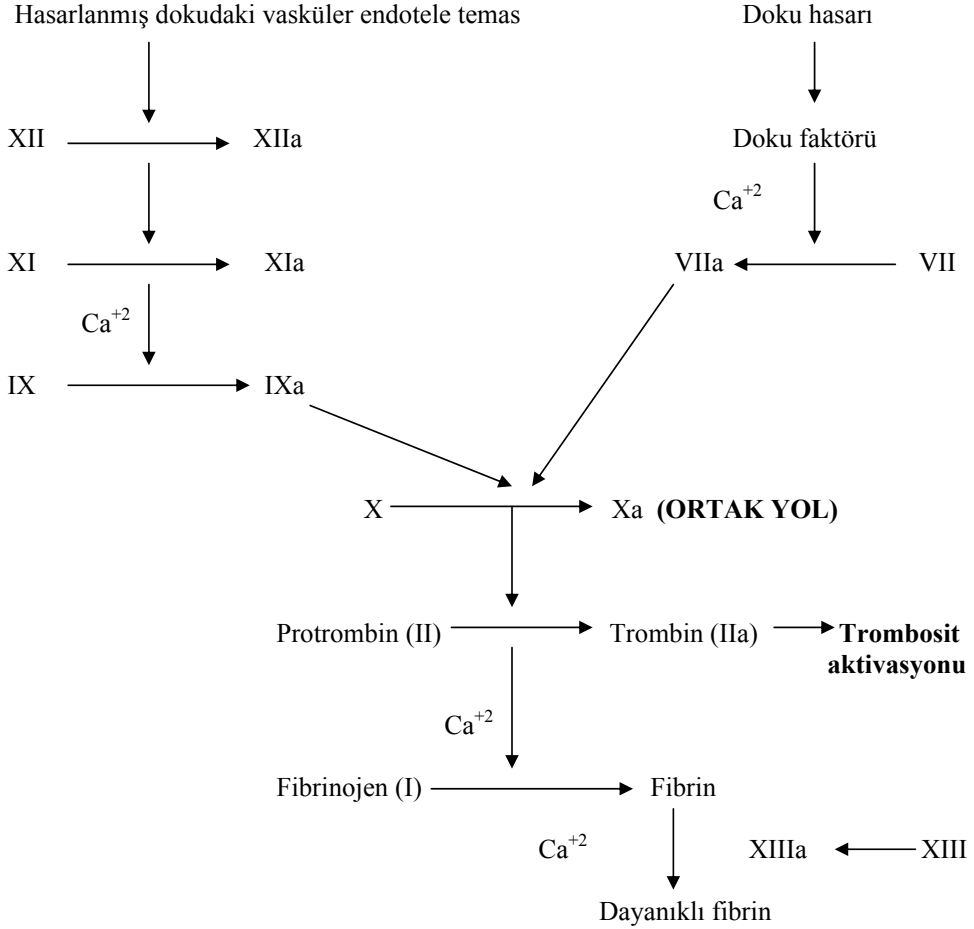 Hasarlanmış dokudaki vasküler endotele temas
Doku hasarı
XII
XIIa
Doku faktörü
Ca+2
XI
XIa
VIIa
VII
Ca+2
IX
IXa
X
Xa (ORTAK YOL)
Protrombin (II)
Trombin (IIa)
Trombosit
aktivasyonu
Ca+2
Fibrinojen (I)
Fibrin
Ca+2
XIIIa
XIII
Dayanıklı fibrin